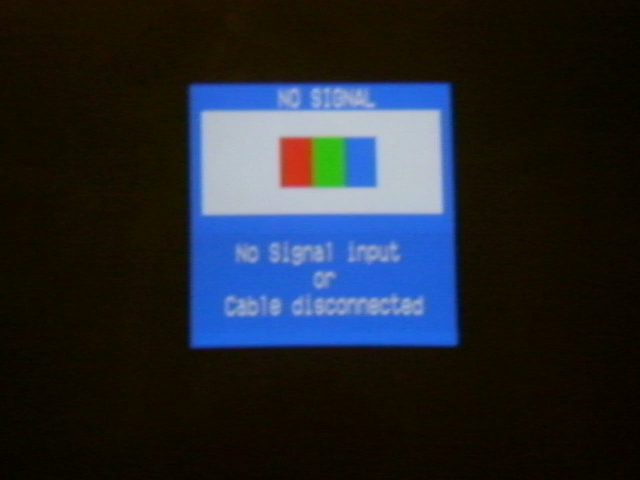 NO SIGNAL
No Signal input
or
Cable disconnected